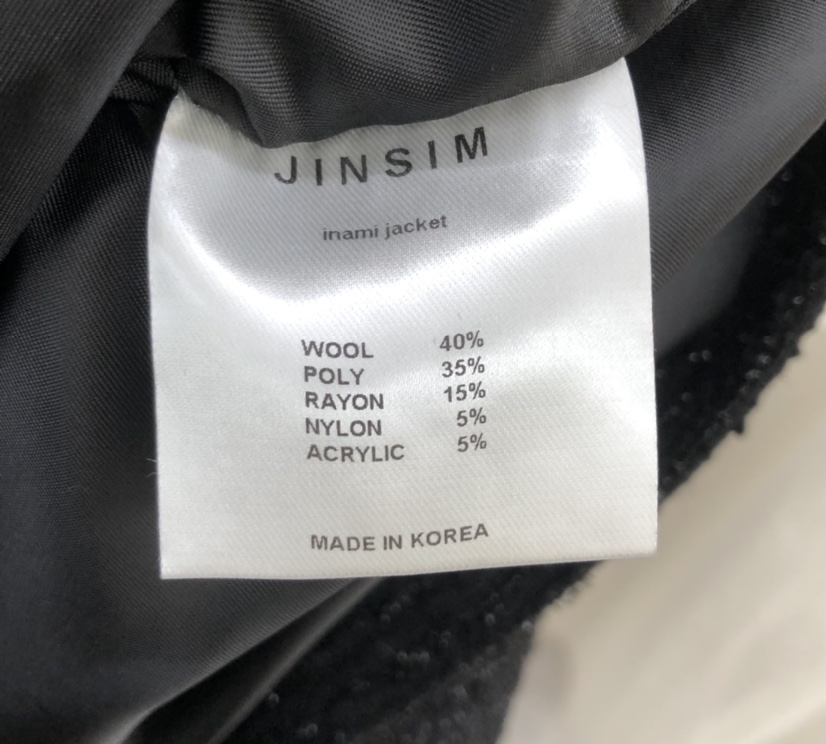 JINSIM
inami jacket
WOOL 40%
POLY 35%
RAYON 15%
NYLON 5%
ACRYLIC 5%
MADE IN KOREA